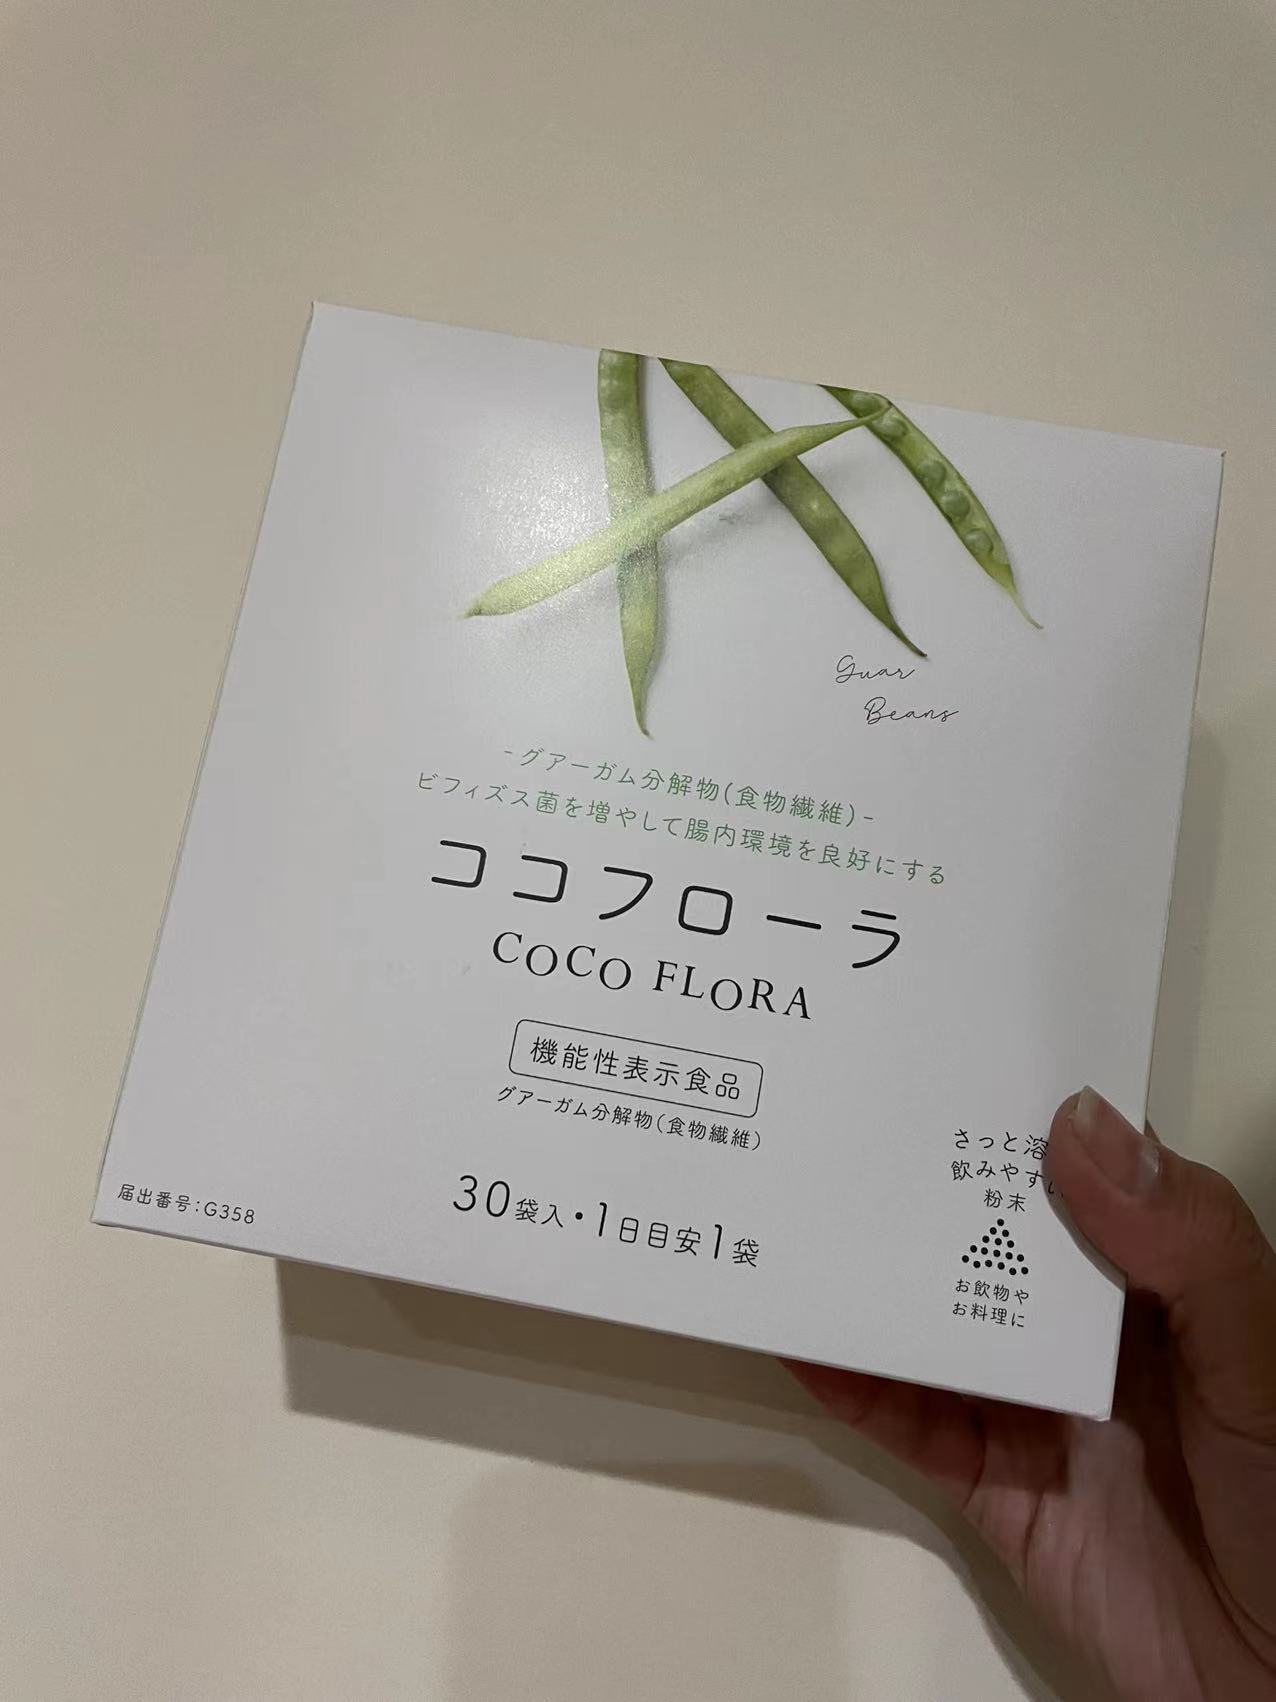 Guar
Beans
-グアーガム分解物(食物繊維)-
ビフィズス菌を増やして腸内環境を良好にする
ココフローラ
COCO FLORA
機能性表示食品
グアーガム分解物(食物繊維)
30袋入・1日目安1袋
届出番号:G358
さっと溶
飲みやすい
粉末
お飲物や
お料理に